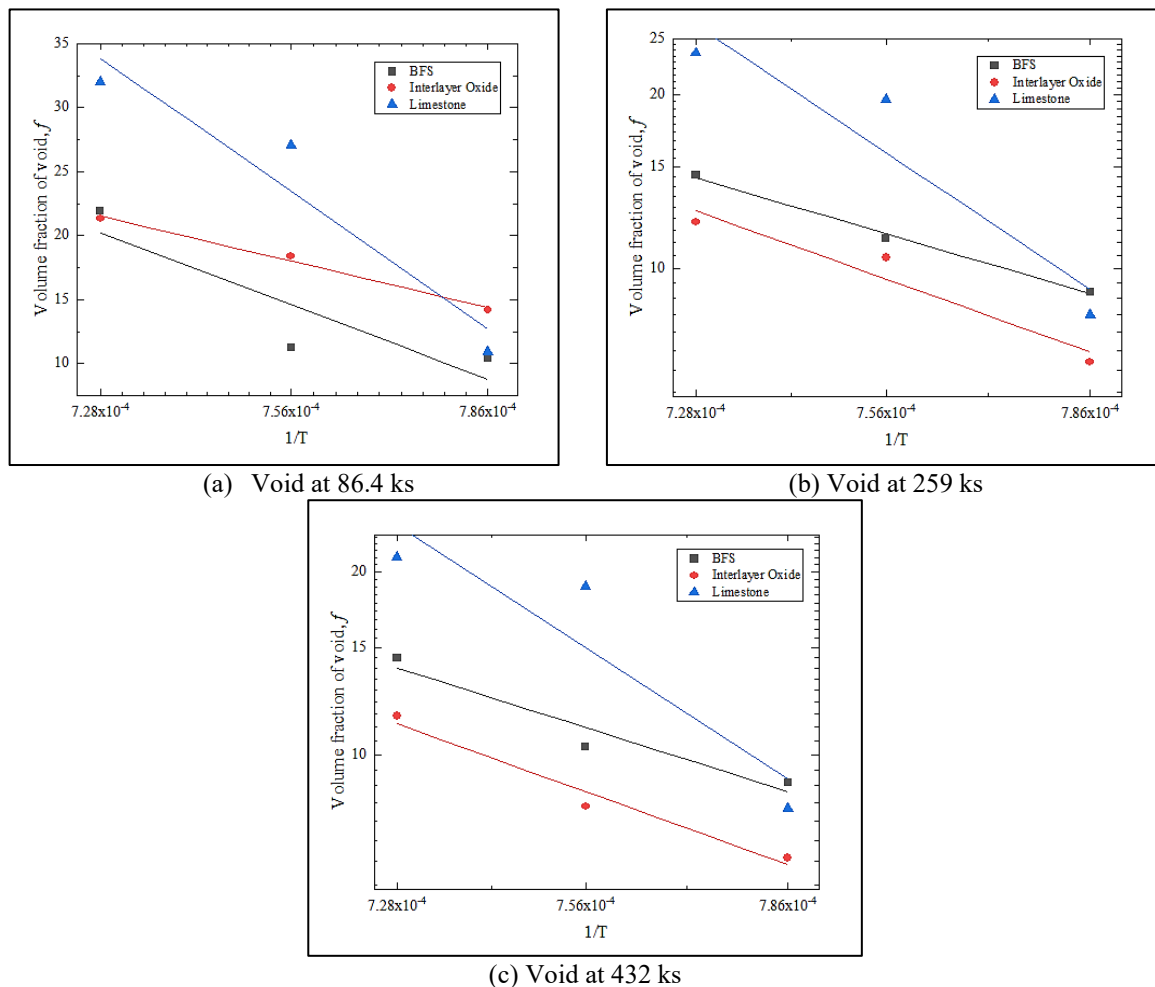 35
30
25
20
15
10
Volume fraction of void, f
BFS
Interlayer Oxide
Limestone
7.28x10⁻⁴
7.56x10⁻⁴
7.86x10⁻⁴
1/T
(a) Void at 86.4 ks
25
20
15
10
Volume fraction of void, f
BFS
Interlayer Oxide
Limestone
7.28x10⁻⁴
7.56x10⁻⁴
7.86x10⁻⁴
1/T
(b) Void at 259 ks
20
15
10
Volume fraction of void, f
BFS
Interlayer Oxide
Limestone
7.28x10⁻⁴
7.56x10⁻⁴
7.86x10⁻⁴
1/T
(c) Void at 432 ks